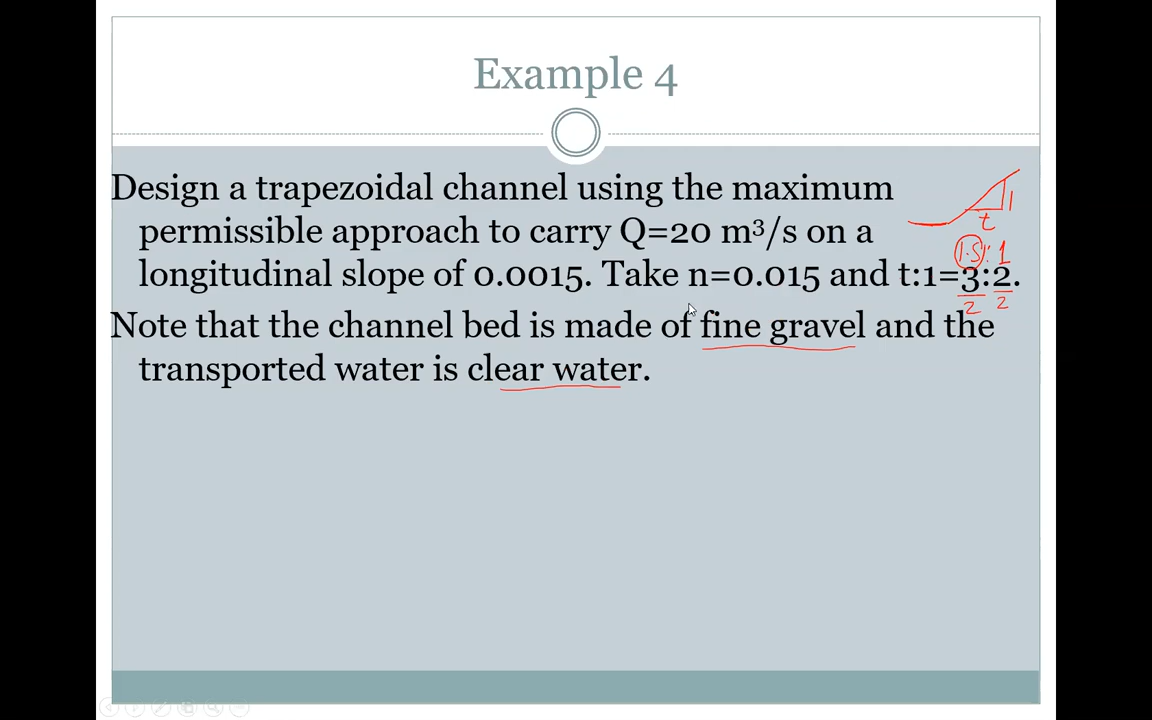 Example 4
Design a trapezoidal channel using the maximum
permissible approach to carry Q=20 m³/s on a
longitudinal slope of 0.0015. Take n=0.015 and t:1=3:2.
Note that the channel bed is made of fine gravel and the
transported water is clear water.
1
t
1.5:1
2 2